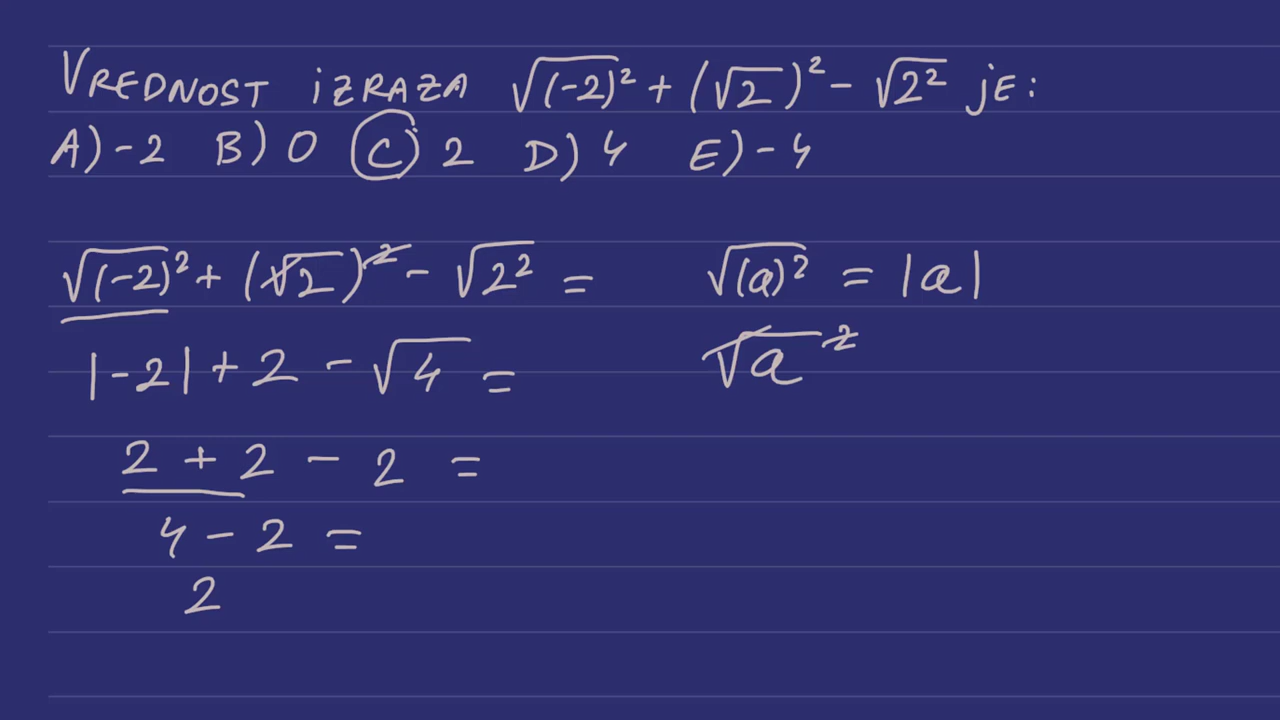 VREDNOST iZRAZA √(-2)² + (√2)² - √2² jE:
A) -2 B) 0 C) 2 D) 4 E) -4
√(-2)² + (√2)² - √2² = √(a)² = |a|
|-2| + 2 - √4 = √a ²
2 + 2 - 2 =
4 - 2 =
2